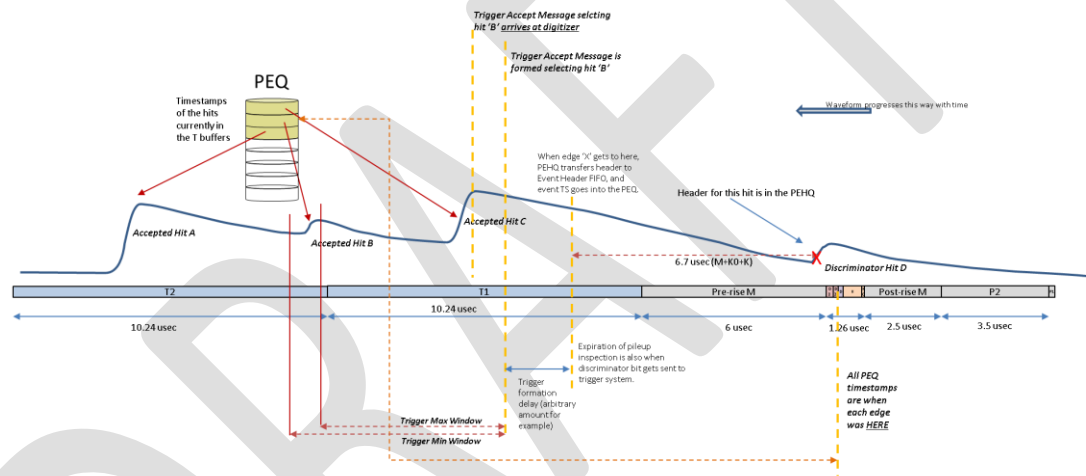 Trigger Accept Message selcting
hit ‘B’ arrives at digitizer
Trigger Accept Message is
formed selecting hit ‘B’
PEQ
Timestamps
of the hits
currently in
the T buffers
Waveform progresses this way with time
When edge ‘X’ gets to here,
PEHQ transfers header to
Event Header FIFO, and
event TS goes into the PEQ.
Header for this hit is in the PEHQ
Accepted Hit A
Accepted Hit B
Accepted Hit C
6.7 usec (M+K0+K)
X
Discriminator Hit D
T2
T1
Pre-rise M
Post-rise M
P2
10.24 usec
10.24 usec
6 usec
1.26 usec
2.5 usec
3.5 usec
Expiration of pileup
inspection is also when
discriminator bit gets sent to
trigger system.
Trigger
formation
delay (arbitrary
amount for
example)
All PEQ
timestamps
are when
each edge
was HERE
Trigger Max Window
Trigger Min Window
DRAFT